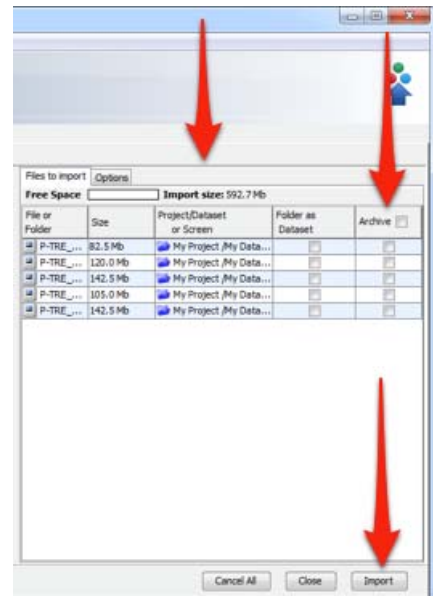 Files to import Options
Free Space Import size: 592.7 Mb
File or Folder Size Project/Dataset or Screen Folder as Dataset Archive
P-TRE_... 82.5 Mb My Project /My Data...
P-TRE_... 120.0 Mb My Project /My Data...
P-TRE_... 142.5 Mb My Project /My Data...
P-TRE_... 105.0 Mb My Project /My Data...
P-TRE_... 142.5 Mb My Project /My Data...
Cancel All Close Import